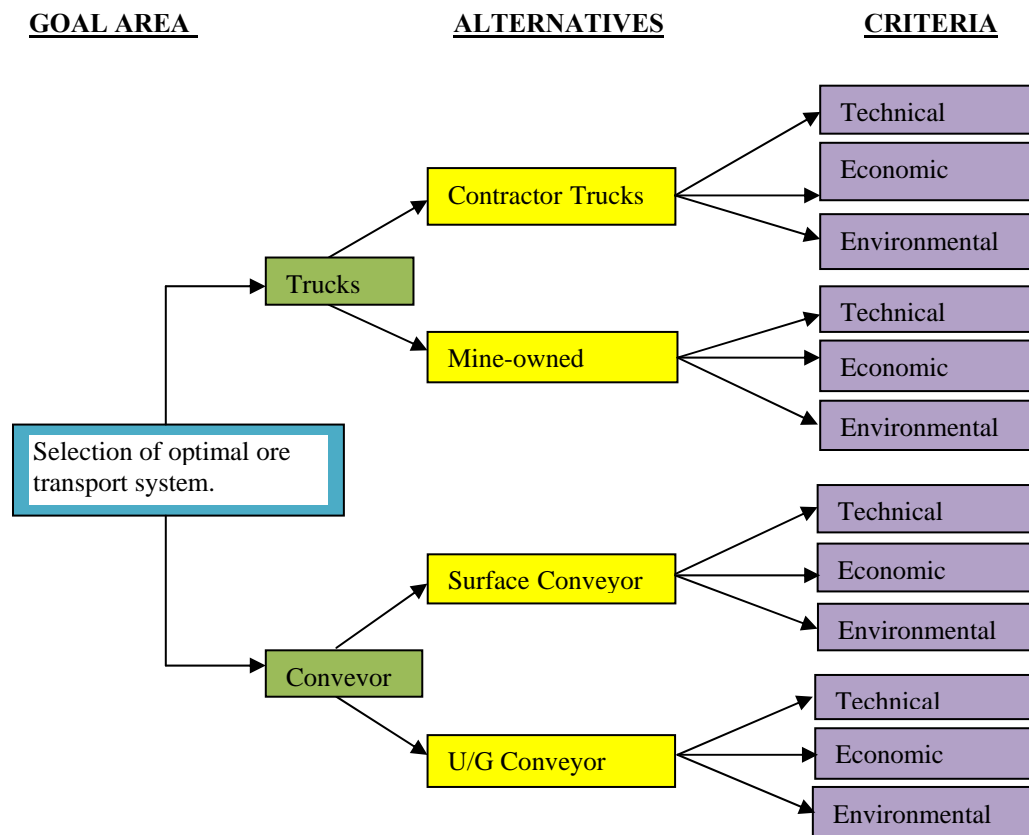 GOAL AREA
ALTERNATIVES
CRITERIA
Technical
Economic
Contractor Trucks
Environmental
Trucks
Technical
Mine-owned
Economic
Environmental
Selection of optimal ore
transport system.
Technical
Surface Conveyor
Economic
Environmental
Conveyor
Technical
U/G Conveyor
Economic
Environmental